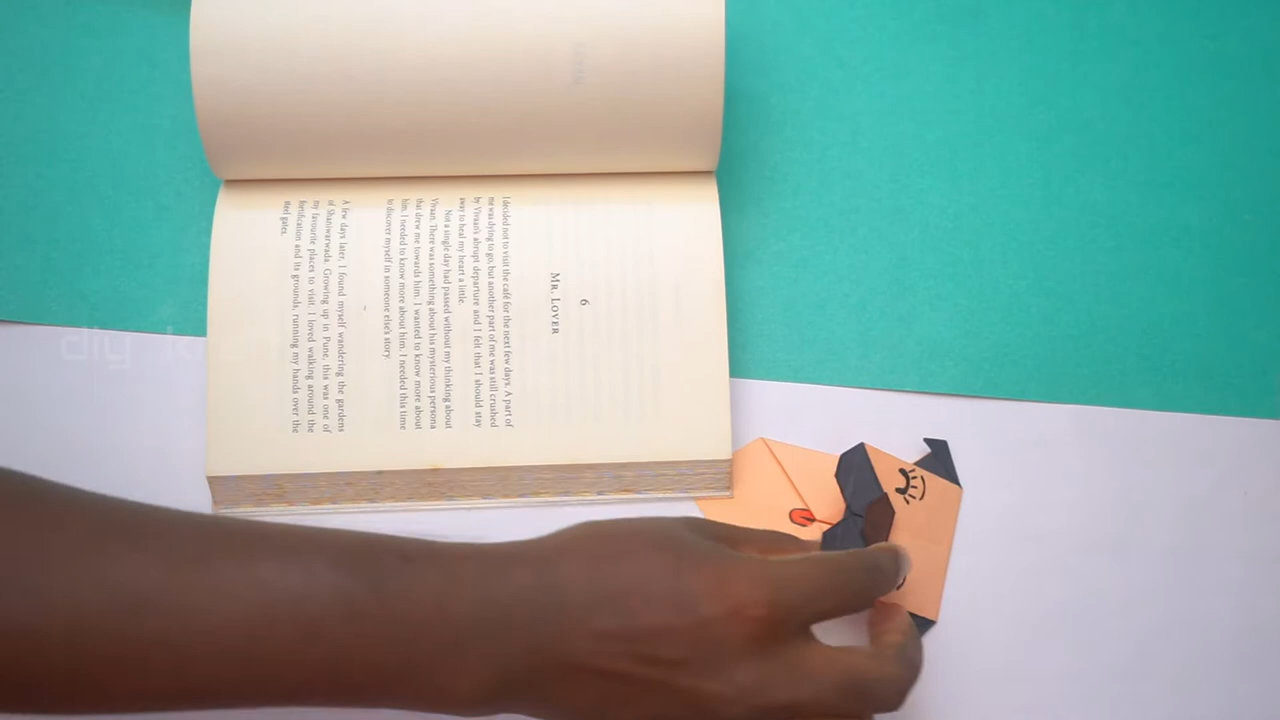 6
MR. LOVER
I decided not to visit the café for the next few days. A part of
me was dying to go, but another part of me was still crushed
by Vivaan's abrupt departure and I felt that I should stay
away to heal my heart a little.
Not a single day had passed without my thinking about
Vivaan. There was something about his mysterious persona
that drew me towards him. I wanted to know more about
him. I needed to know more about him. I needed this time
to discover myself in someone else's story.
~
A few days later, I found myself wandering the gardens
of Shaniwarwada. Growing up in Pune, this was one of
my favourite places to visit. I loved walking around the
fortification and its grounds, running my hands over the
steel gates.